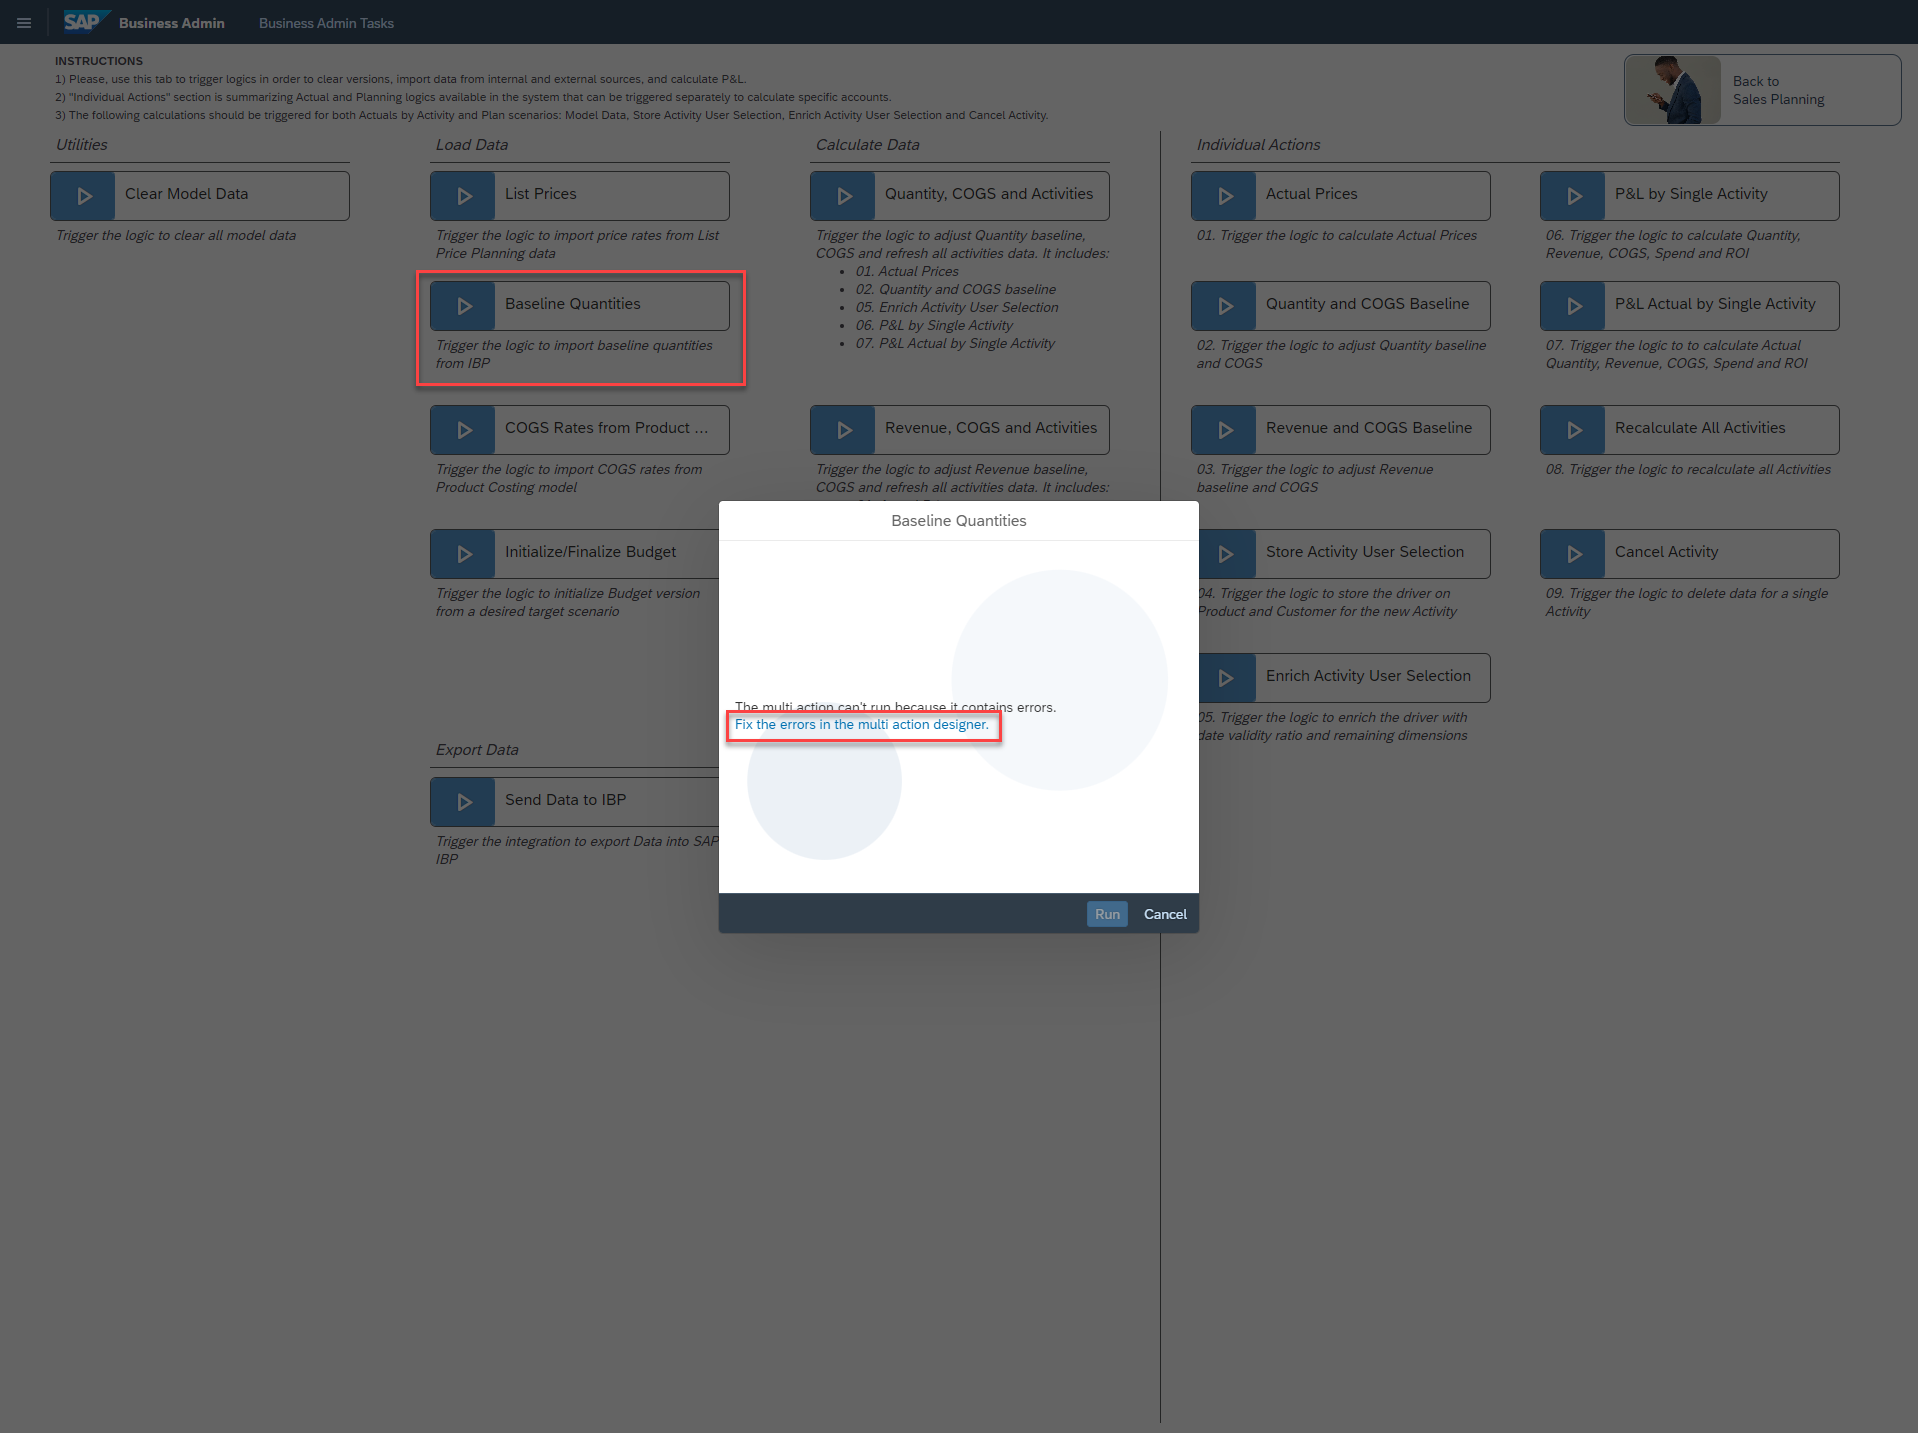 SAP Business Admin Business Admin Tasks
INSTRUCTIONS
1) Please, use this tab to trigger logics in order to clear versions, import data from internal and external sources, and calculate P&L.
2) "Individual Actions" section is summarizing Actual and Planning logics available in the system that can be triggered separately to calculate specific accounts.
3) The following calculations should be triggered for both Actuals by Activity and Plan scenarios: Model Data, Store Activity User Selection, Enrich Activity User Selection and Cancel Activity.
Back to
Sales Planning
Utilities
Clear Model Data
Trigger the logic to clear all model data
Load Data
List Prices
Trigger the logic to import price rates from List
Price Planning data
Baseline Quantities
Trigger the logic to import baseline quantities
from IBP
COGS Rates from Product ...
Trigger the logic to import COGS rates from
Product Costing model
Initialize/Finalize Budget
Trigger the logic to initialize Budget version
from a desired target scenario
Export Data
Send Data to IBP
Trigger the integration to export Data into SAP
IBP
Calculate Data
Quantity, COGS and Activities
Trigger the logic to adjust Quantity baseline,
COGS and refresh all activities data. It includes:
• 01. Actual Prices
• 02. Quantity and COGS baseline
• 05. Enrich Activity User Selection
• 06. P&L by Single Activity
• 07. P&L Actual by Single Activity
Revenue, COGS and Activities
Trigger the logic to adjust Revenue baseline,
COGS and refresh all activities data. It includes:
Baseline Quantities
The multi action can't run because it contains errors.
Fix the errors in the multi action designer.
Run Cancel
Individual Actions
Actual Prices
01. Trigger the logic to calculate Actual Prices
Quantity and COGS Baseline
02. Trigger the logic to adjust Quantity baseline
and COGS
Revenue and COGS Baseline
03. Trigger the logic to adjust Revenue
baseline and COGS
Store Activity User Selection
04. Trigger the logic to store the driver on
Product and Customer for the new Activity
Enrich Activity User Selection
05. Trigger the logic to enrich the driver with
date validity ratio and remaining dimensions
P&L by Single Activity
06. Trigger the logic to calculate Quantity,
Revenue, COGS, Spend and ROI
P&L Actual by Single Activity
07. Trigger the logic to to calculate Actual
Quantity, Revenue, COGS, Spend and ROI
Recalculate All Activities
08. Trigger the logic to recalculate all Activities
Cancel Activity
09. Trigger the logic to delete data for a single
Activity